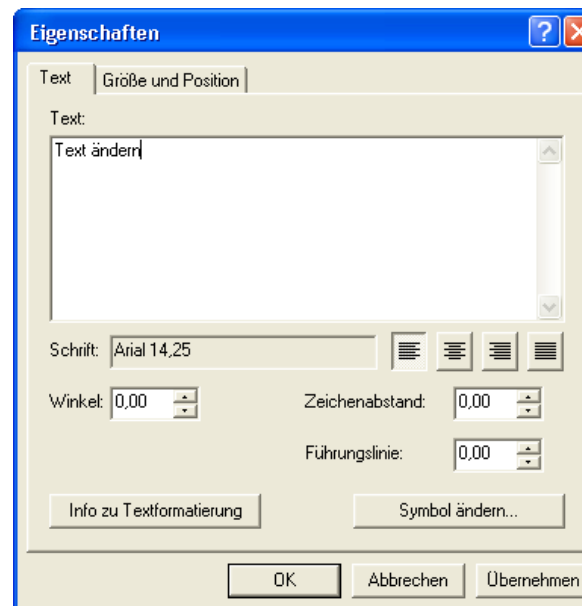 Eigenschaften ?
Text Größe und Position
Text:
Text ändern
Schrift: Arial 14,25
Winkel: 0,00 Zeichenabstand: 0,00
Führungslinie: 0,00
Info zu Textformatierung Symbol ändern...
OK Abbrechen Übernehmen